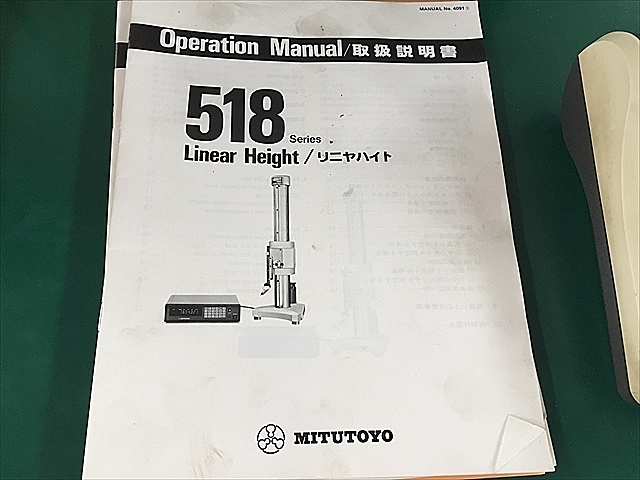 MANUAL No. 4091②
Operation Manual/取扱説明書
518 Series
Linear Height / リニヤハイト
MITUTOYO